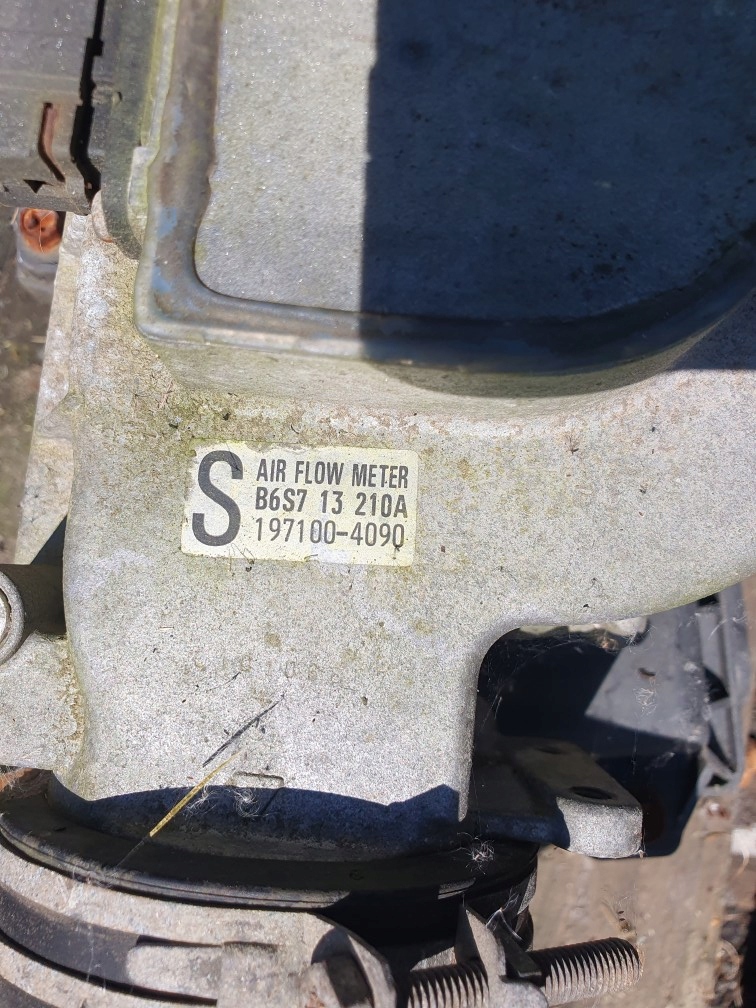 S
AIR FLOW METER
B6S7 13 210A
197100-4090